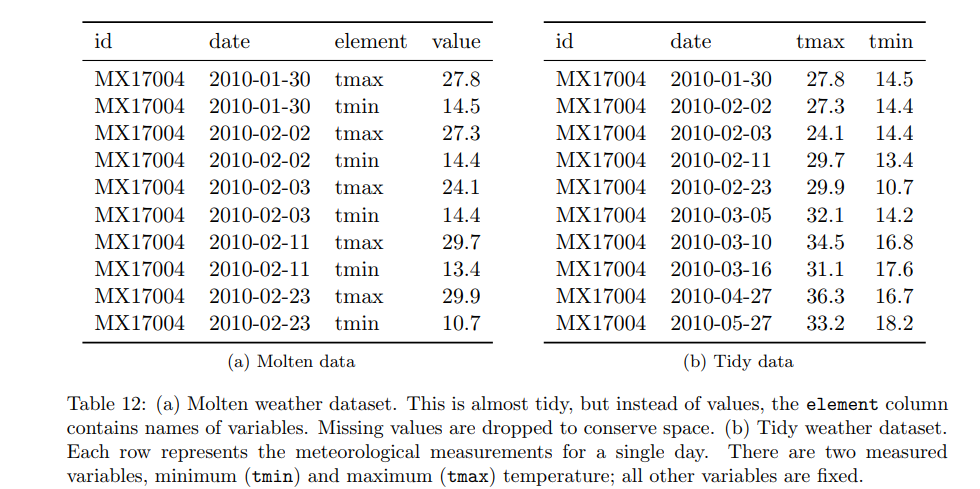 id date element value
MX17004 2010-01-30 tmax 27.8
MX17004 2010-01-30 tmin 14.5
MX17004 2010-02-02 tmax 27.3
MX17004 2010-02-02 tmin 14.4
MX17004 2010-02-03 tmax 24.1
MX17004 2010-02-03 tmin 14.4
MX17004 2010-02-11 tmax 29.7
MX17004 2010-02-11 tmin 13.4
MX17004 2010-02-23 tmax 29.9
MX17004 2010-02-23 tmin 10.7
(a) Molten data
id date tmax tmin
MX17004 2010-01-30 27.8 14.5
MX17004 2010-02-02 27.3 14.4
MX17004 2010-02-03 24.1 14.4
MX17004 2010-02-11 29.7 13.4
MX17004 2010-02-23 29.9 10.7
MX17004 2010-03-05 32.1 14.2
MX17004 2010-03-10 34.5 16.8
MX17004 2010-03-16 31.1 17.6
MX17004 2010-04-27 36.3 16.7
MX17004 2010-05-27 33.2 18.2
(b) Tidy data
Table 12: (a) Molten weather dataset. This is almost tidy, but instead of values, the element column
contains names of variables. Missing values are dropped to conserve space. (b) Tidy weather dataset.
Each row represents the meteorological measurements for a single day. There are two measured
variables, minimum (tmin) and maximum (tmax) temperature; all other variables are fixed.